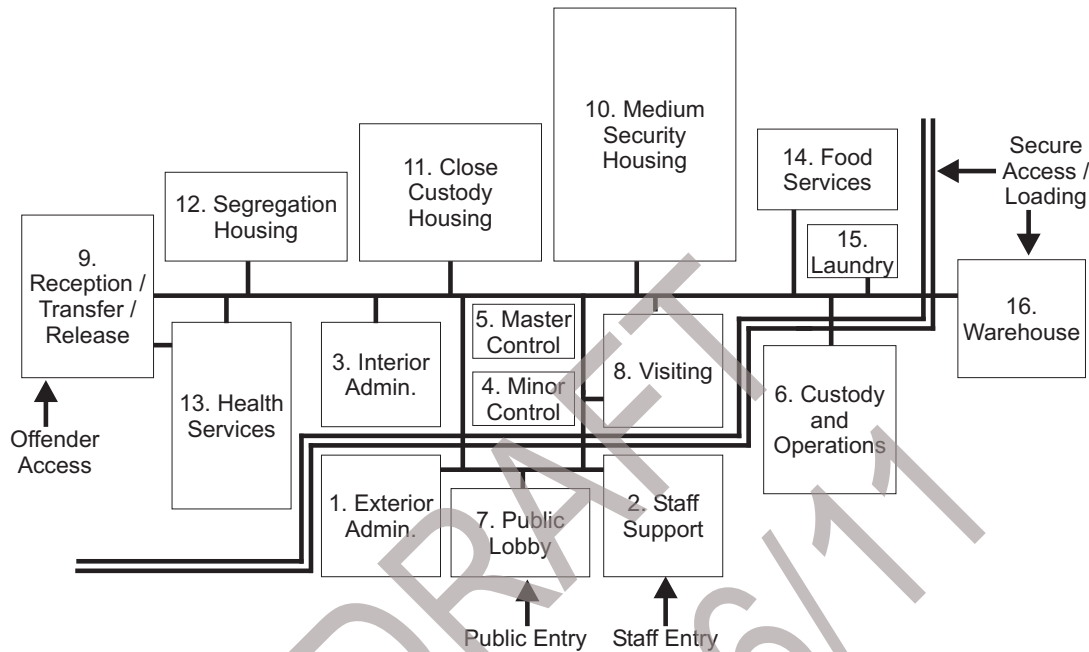 10. Medium
Security
Housing
11. Close
Custody
Housing
14. Food
Services
Secure
Access /
Loading
12. Segregation
Housing
15.
Laundry
9.
Reception /
Transfer /
Release
16.
Warehouse
5. Master
Control
3. Interior
Admin.
8. Visiting
4. Minor
Control
13. Health
Services
6. Custody
and
Operations
Offender
Access
1. Exterior
Admin.
7. Public
Lobby
2. Staff
Support
Public Entry
Staff Entry
DRAFT
6/11